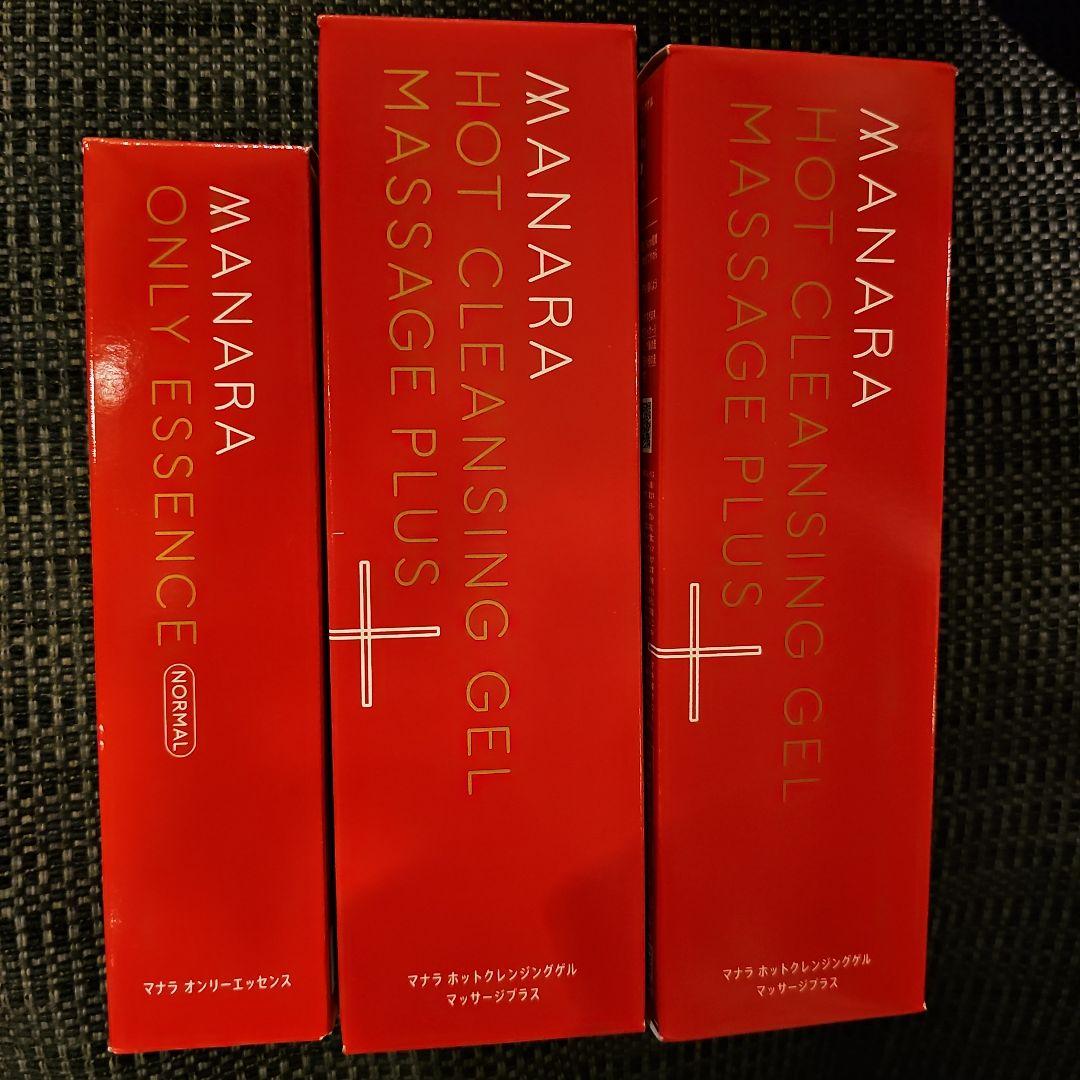 MANARA
ONLY ESSENCE
NORMAL
マナラ オンリーエッセンス
MANARA
HOT CLEANSING GEL
MASSAGE PLUS
マナラ ホットクレンジングゲル
マッサージプラス
MANARA
HOT CLEANSING GEL
MASSAGE PLUS
マナラ ホットクレンジングゲル
マッサージプラス